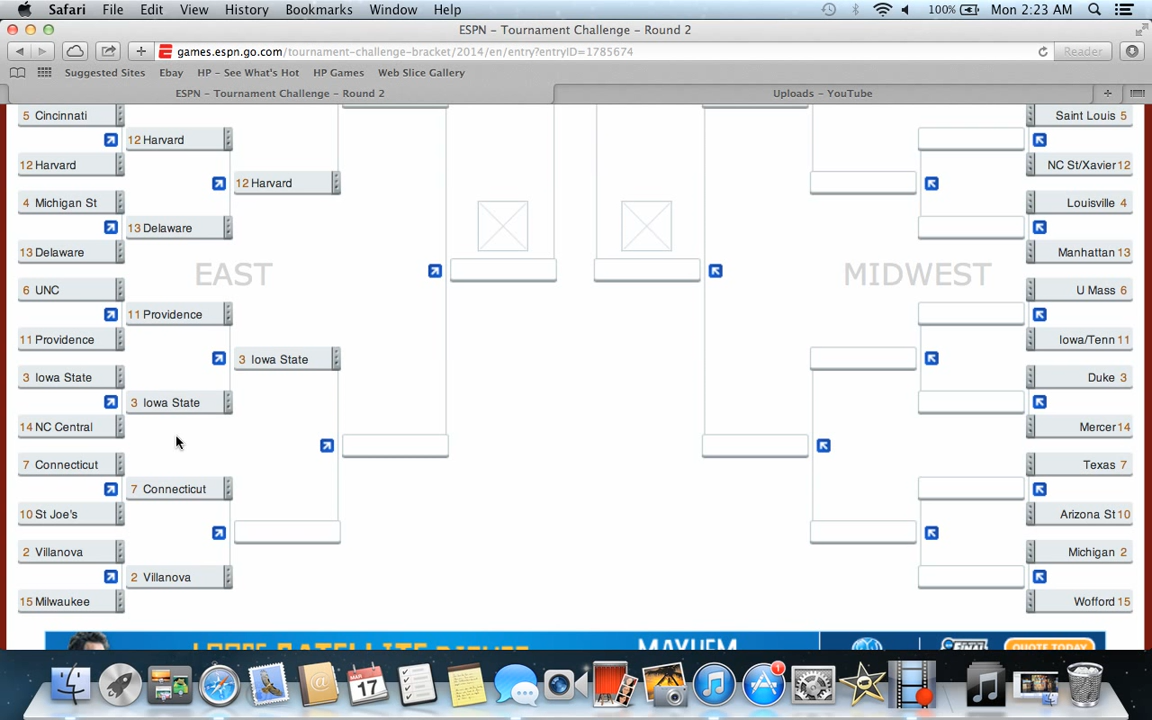 Safari File Edit View History Bookmarks Window Help 100% Mon 2:23 AM
ESPN – Tournament Challenge – Round 2
games.espn.go.com/tournament-challenge-bracket/2014/en/entry?entryID=1785674 Reader
Suggested Sites Ebay HP – See What's Hot HP Games Web Slice Gallery
ESPN – Tournament Challenge – Round 2 Uploads – YouTube
5 Cincinnati
12 Harvard
12 Harvard
12 Harvard
4 Michigan St
13 Delaware
13 Delaware
EAST
6 UNC
11 Providence
11 Providence
3 Iowa State
3 Iowa State
3 Iowa State
14 NC Central
7 Connecticut
7 Connecticut
10 St Joe's
2 Villanova
2 Villanova
15 Milwaukee
Saint Louis 5
NC St/Xavier 12
Louisville 4
Manhattan 13
MIDWEST
U Mass 6
Iowa/Tenn 11
Duke 3
Mercer 14
Texas 7
Arizona St 10
Michigan 2
Wofford 15
MAYHEM
QUOTE TODAY
MAR
17
1